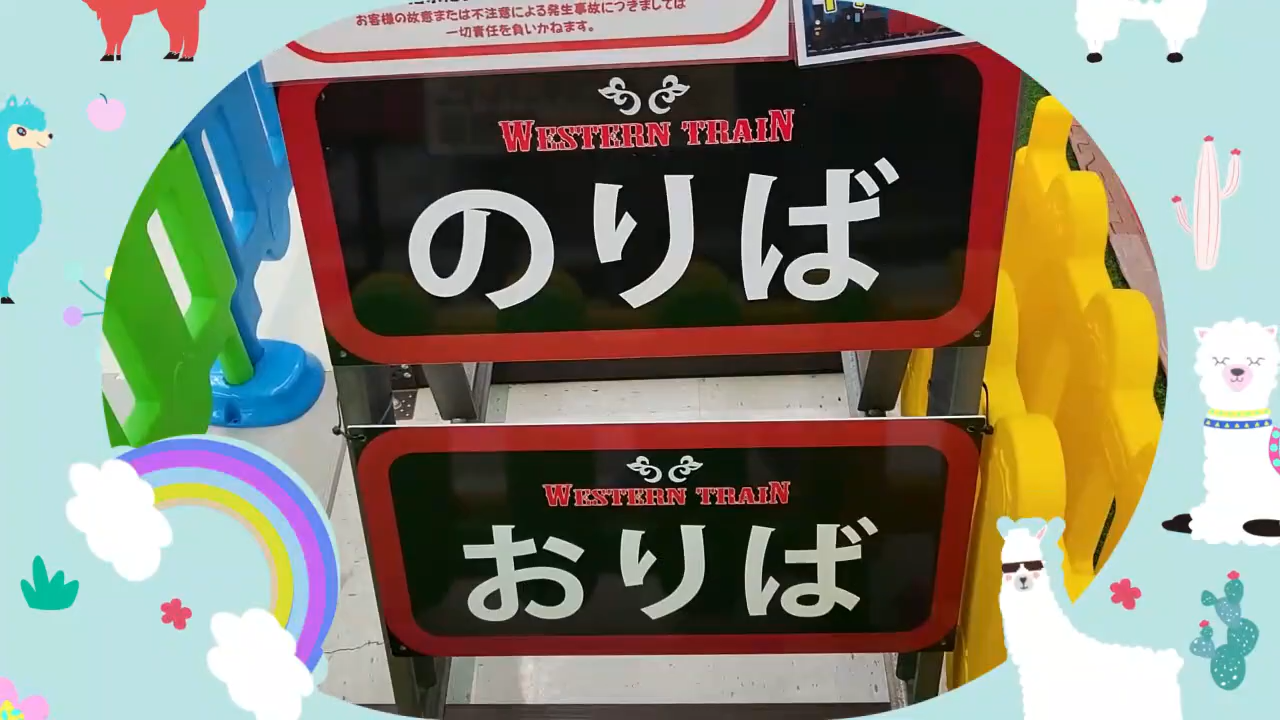 お客様の故意または不注意による発生事故につきましては
一切責任を負いかねます。
WESTERN TRAIN
のりば
WESTERN TRAIN
おりば